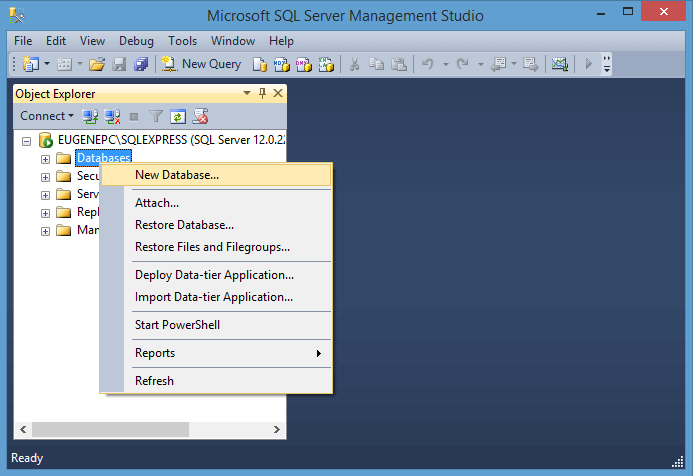 Microsoft SQL Server Management Studio
File Edit View Debug Tools Window Help
New Query
Object Explorer
Connect
EUGENEPC\SQLEXPRESS (SQL Server 12.0.22
Databases
Secu
Serv
Repl
Man
New Database...
Attach...
Restore Database...
Restore Files and Filegroups...
Deploy Data-tier Application...
Import Data-tier Application...
Start PowerShell
Reports
Refresh
Ready